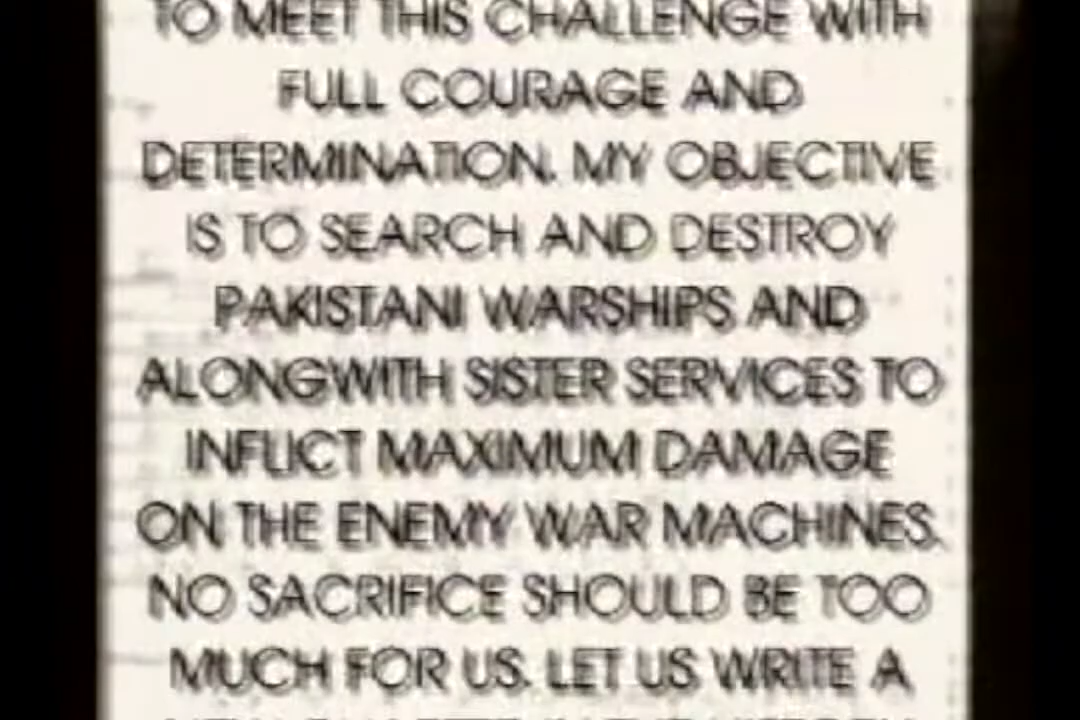 TO MEET THIS CHALLENGE WITH
FULL COURAGE AND
DETERMINATION. MY OBJECTIVE
IS TO SEARCH AND DESTROY
PAKISTANI WARSHIPS AND
ALONGWITH SISTER SERVICES TO
INFLICT MAXIMUM DAMAGE
ON THE ENEMY WAR MACHINES.
NO SACRIFICE SHOULD BE TOO
MUCH FOR US. LET US WRITE A